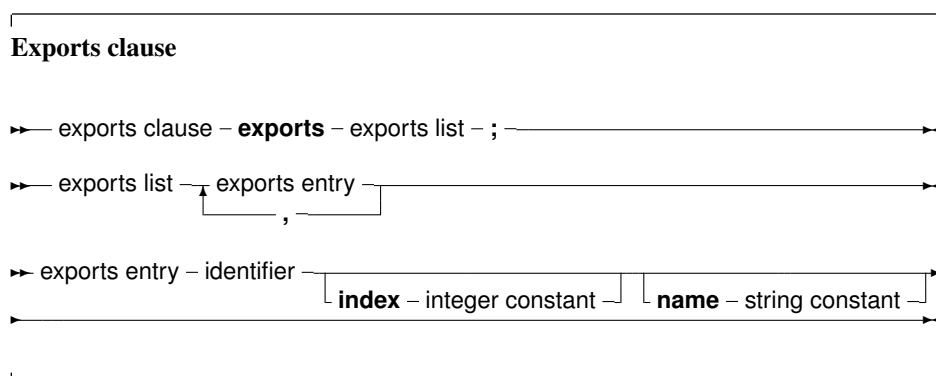 Exports clause
exports clause exports exports list ;
exports list exports entry
,
exports entry identifier
index integer constant name string constant